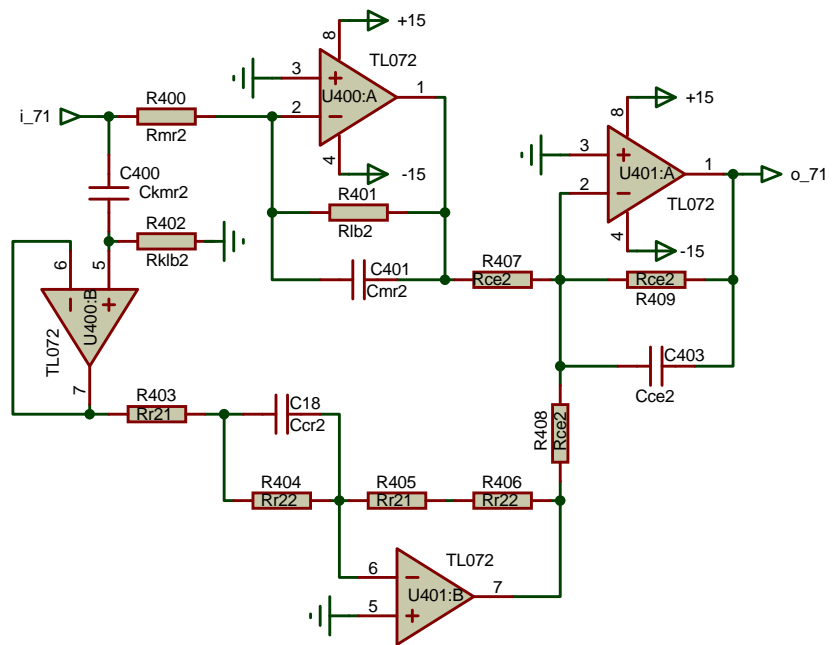 +15
8
TL072
3
1
U400:A
2
4
-15
i_71
R400
Rmr2
C400
Ckmr2
R402
Rklb2
R401
Rlb2
C401
Cmr2
+15
8
3
1
U401:A
2
o_71
4
TL072
-15
R407
Rce2
Rce2
R409
C403
Cce2
6
5
U400:B
TL072
7
R403
Rr21
C18
Ccr2
R408
Rce2
R404
Rr22
R405
Rr21
R406
Rr22
TL072
6
7
U401:B
5